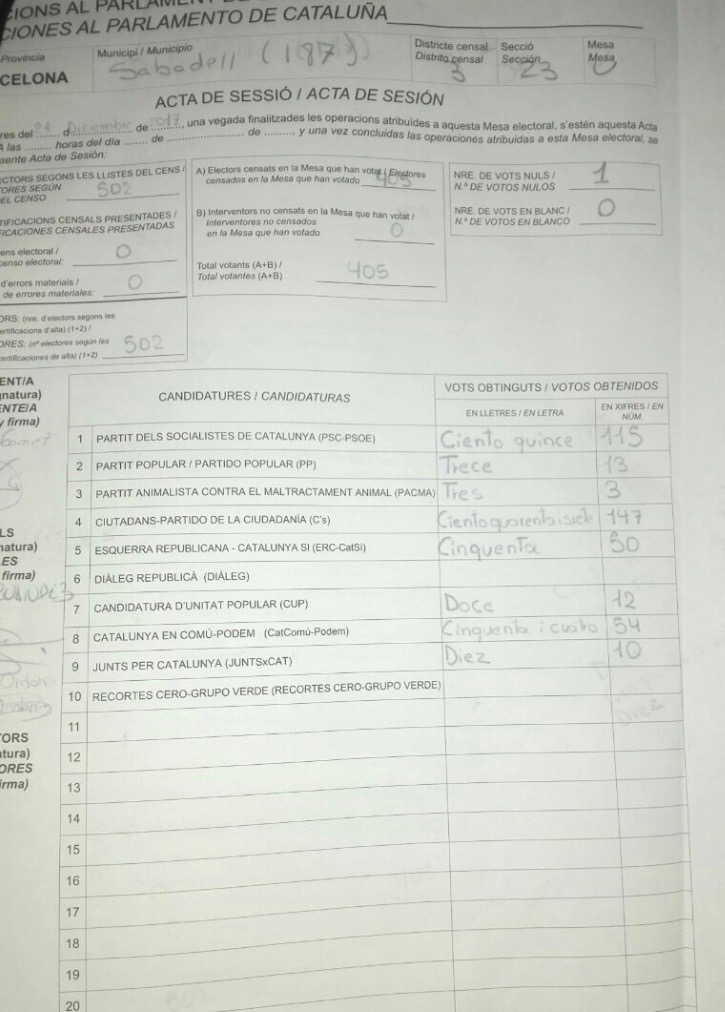 CIONS AL PARLAMENT DE
CIONES AL PARLAMENTO DE CATALUÑA
Provincia
CELONA
Municipi / Municipio
Sabadell (187)
Districte censal
Distrito censal
3
Secció
Sección
23
Mesa
Mesa
0
ACTA DE SESSIÓ / ACTA DE SESIÓN
res del 21 d Diciembre de 2017, una vegada finalitzades les operacions atribuïdes a aquesta Mesa electoral, s'estén aquesta Acta
A las ........ horas del día ........ de ........ de ........, y una vez concluidas las operaciones atribuidas a esta Mesa electoral, se
sente Acta de Sesión:
ECTORS SEGONS LES LLISTES DEL CENS /
TORES SEGÚN
EL CENSO
502
TIFICACIONS CENSALS PRESENTADES /
FICACIONES CENSALES PRESENTADAS
ens electoral /
censo electoral:
0
d'errors materials /
de errores materiales:
0
ORS: (nre. d'electors segons les
ertificacions d'alta) (1+2) /
ORES: (nº electores según las
certificaciones de alta) (1+2)
502
A) Electors censats en la Mesa que han votat / Electores
censados en la Mesa que han votado
405
B) Interventors no censats en la Mesa que han votat /
Interventores no censados
en la Mesa que han votado
0
Total votants (A+B) /
Total votantes (A+B)
405
NRE. DE VOTS NULS /
N.º DE VOTOS NULOS
1
NRE. DE VOTS EN BLANC /
N.º DE VOTOS EN BLANCO
0
ENT/A
gnatura)
ENTE/A
y firma)
LS
natura)
LES
firma)
ORS
tura)
ORES
irma)
CANDIDATURES / CANDIDATURAS
VOTS OBTINGUTS / VOTOS OBTENIDOS
EN LLETRES / EN LETRA
EN XIFRES / EN
NÚM.
1 PARTIT DELS SOCIALISTES DE CATALUNYA (PSC-PSOE) Ciento quince 115
2 PARTIT POPULAR / PARTIDO POPULAR (PP) Trece 13
3 PARTIT ANIMALISTA CONTRA EL MALTRACTAMENT ANIMAL (PACMA) Tres 3
4 CIUTADANS-PARTIDO DE LA CIUDADANÍA (C's) Ciento quarentaisiete 147
5 ESQUERRA REPUBLICANA - CATALUNYA SI (ERC-CatSí) Cinquenta 50
6 DIÀLEG REPUBLICÀ (DIÀLEG)
7 CANDIDATURA D'UNITAT POPULAR (CUP) Doce 12
8 CATALUNYA EN COMÚ-PODEM (CatComú-Podem) Cinquenta i cuatro 54
9 JUNTS PER CATALUNYA (JUNTSxCAT) Diez 10
10 RECORTES CERO-GRUPO VERDE (RECORTES CERO-GRUPO VERDE)
11
12
13
14
15
16
17
18
19
20